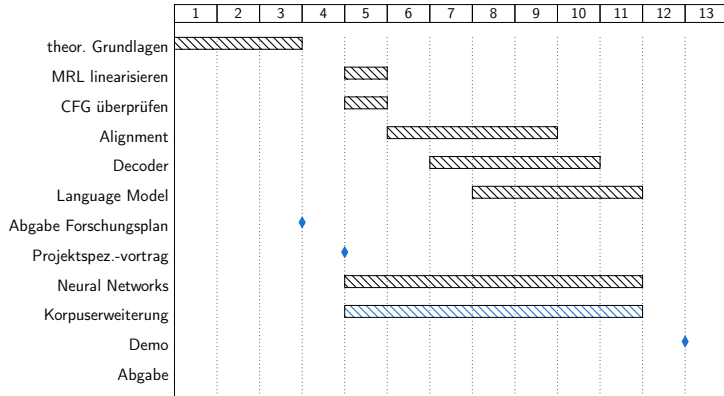 1 2 3 4 5 6 7 8 9 10 11 12 13
theor. Grundlagen
MRL linearisieren
CFG überprüfen
Alignment
Decoder
Language Model
Abgabe Forschungsplan
Projektspez.-vortrag
Neural Networks
Korpuserweiterung
Demo
Abgabe